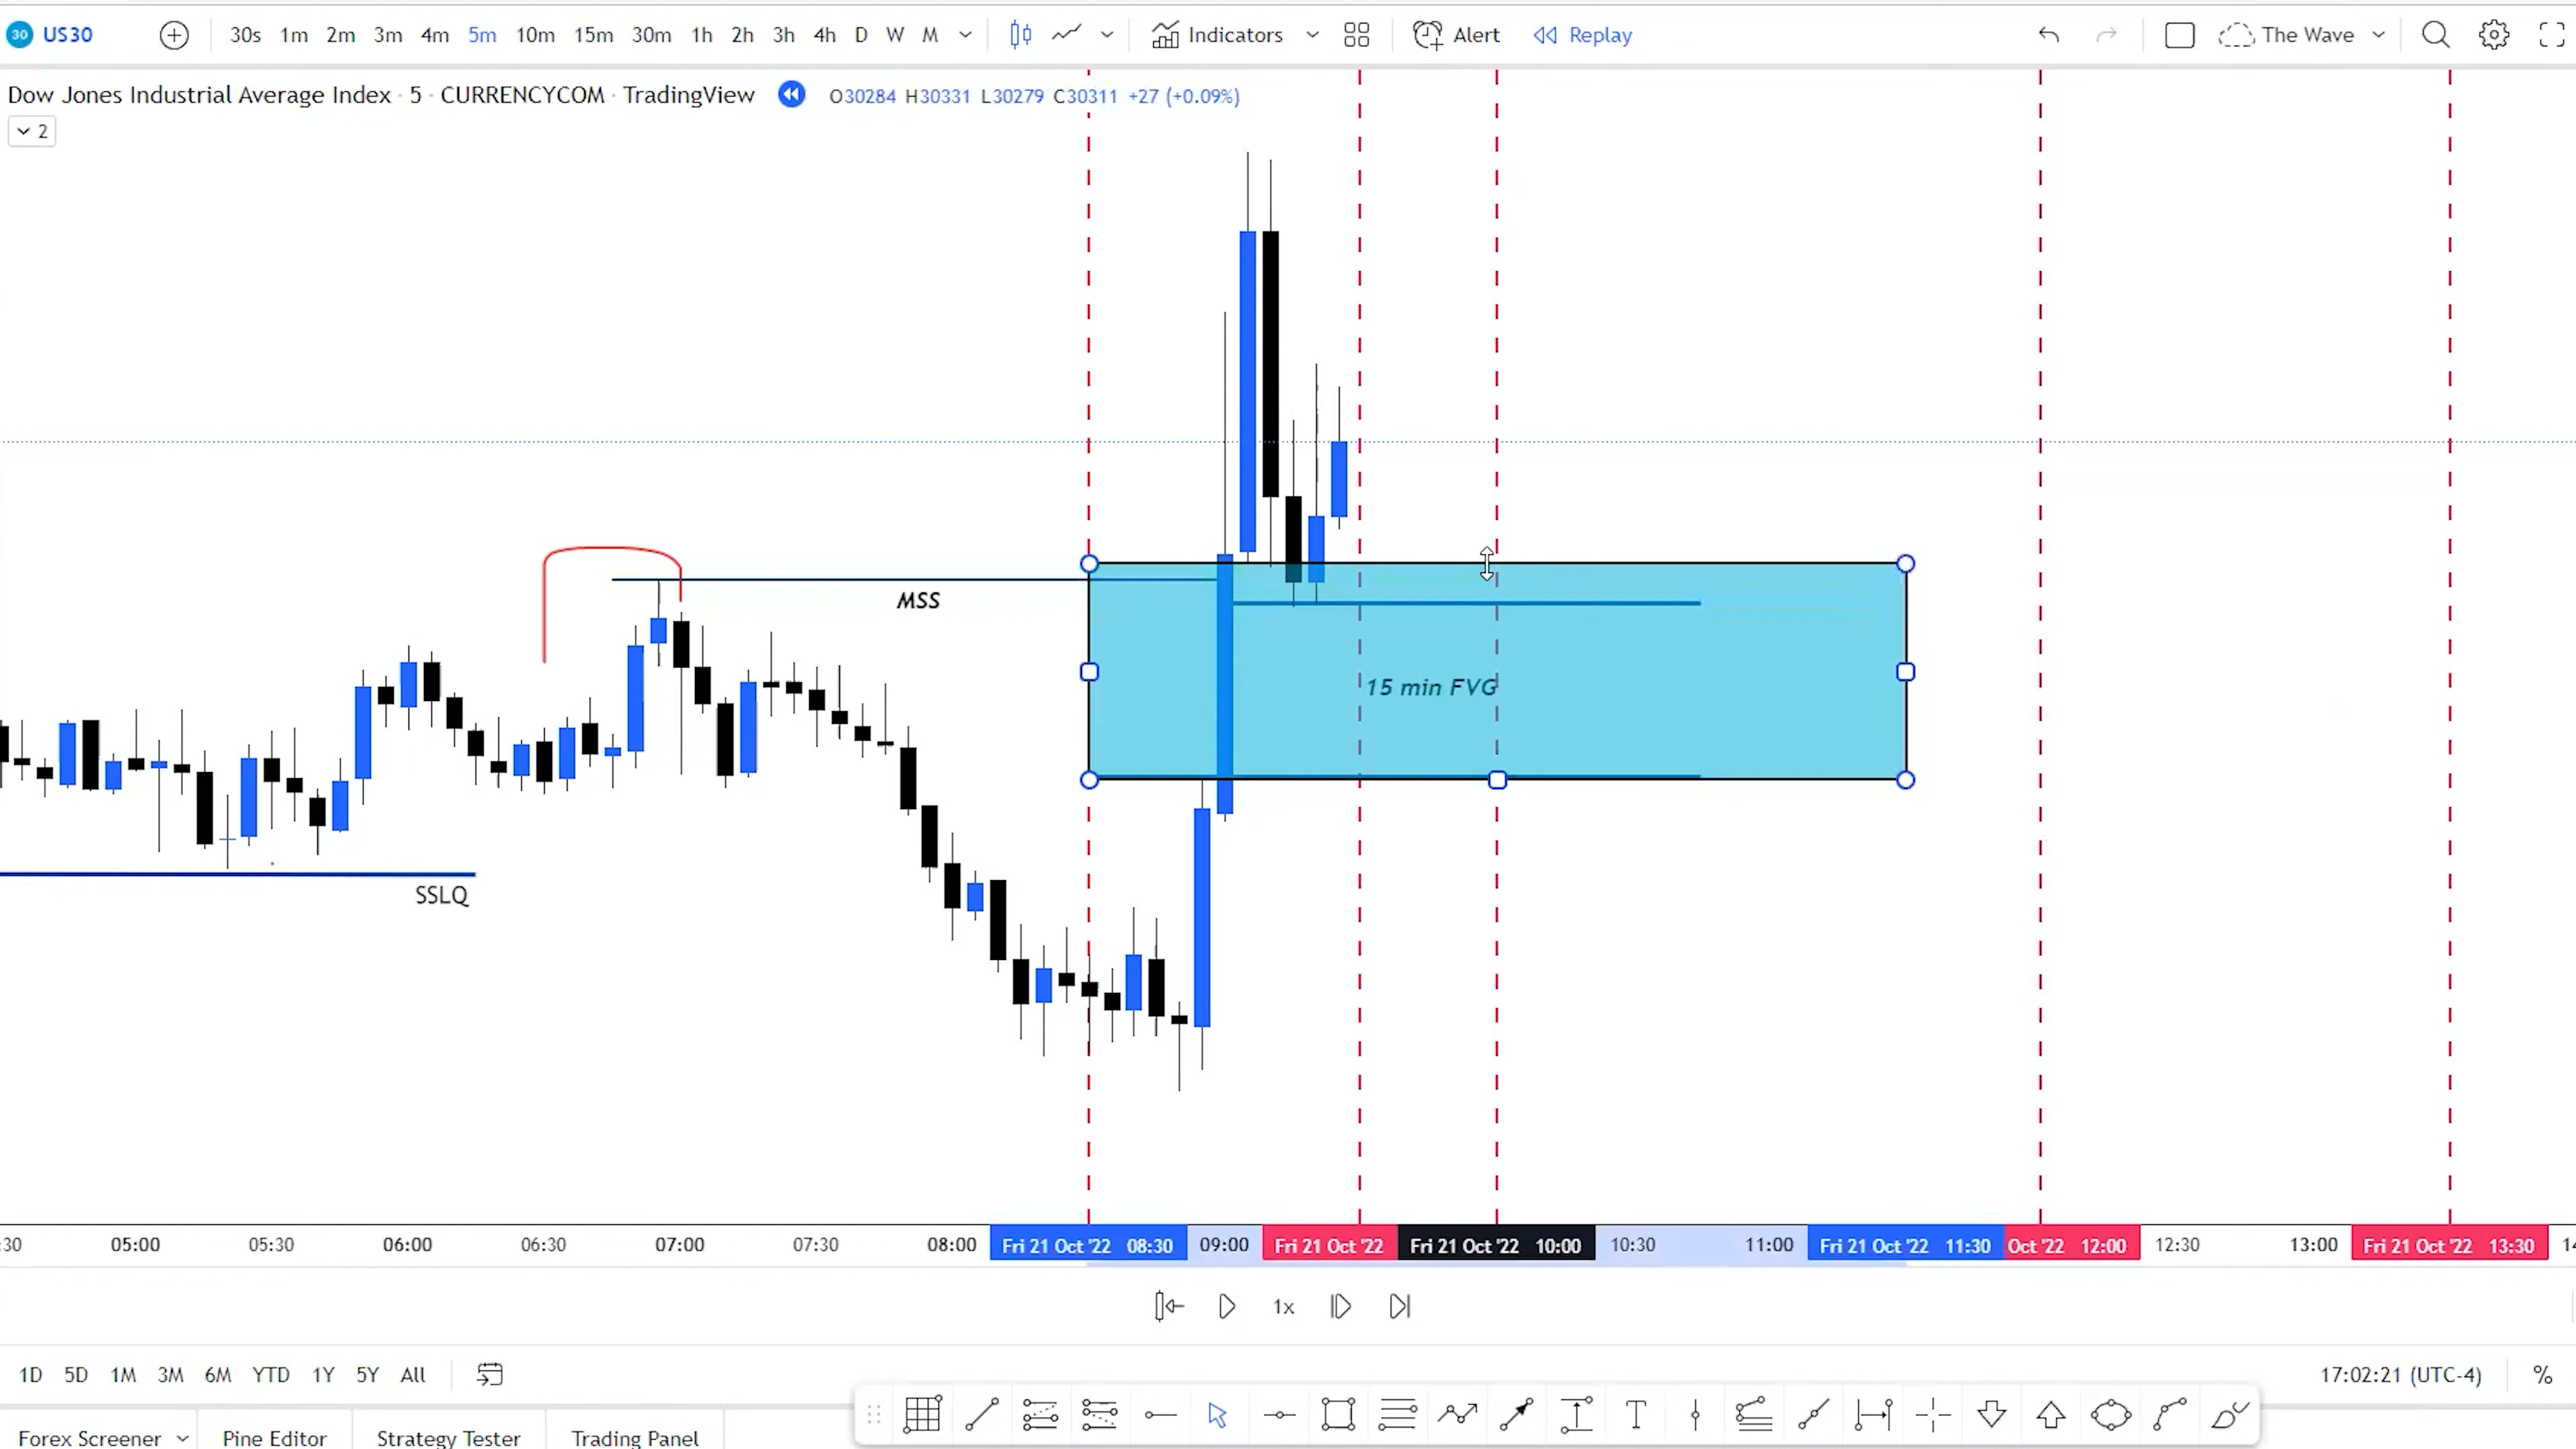 30 US30 30s 1m 2m 3m 4m 5m 10m 15m 30m 1h 2h 3h 4h D W M Indicators Alert Replay The Wave
Dow Jones Industrial Average Index · 5 · CURRENCYCOM · TradingView O30284 H30331 L30279 C30311 +27 (+0.09%)
2
MSS
15 min FVG
SSLQ
:30 05:00 05:30 06:00 06:30 07:00 07:30 08:00 Fri 21 Oct '22 08:30 09:00 Fri 21 Oct '22 Fri 21 Oct '22 10:00 10:30 11:00 Fri 21 Oct '22 11:30 Oct '22 12:00 12:30 13:00 Fri 21 Oct '22 13:30 14
1x
1D 5D 1M 3M 6M YTD 1Y 5Y All 17:02:21 (UTC-4) %
Forex Screener Pine Editor Strategy Tester Trading Panel